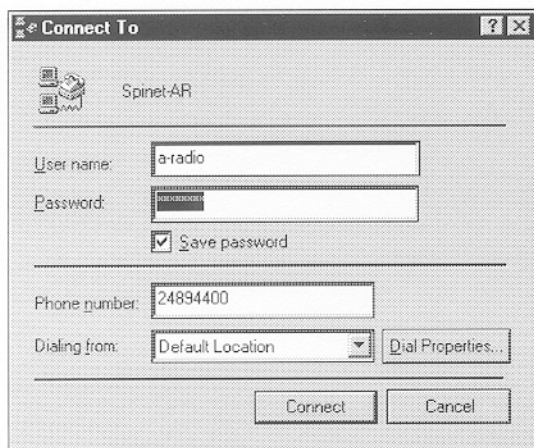 Connect To
Spinet-AR
User name: a-radio
Password: xxxxxxxx
Save password
Phone number: 24894400
Dialing from: Default Location Dial Properties...
Connect Cancel